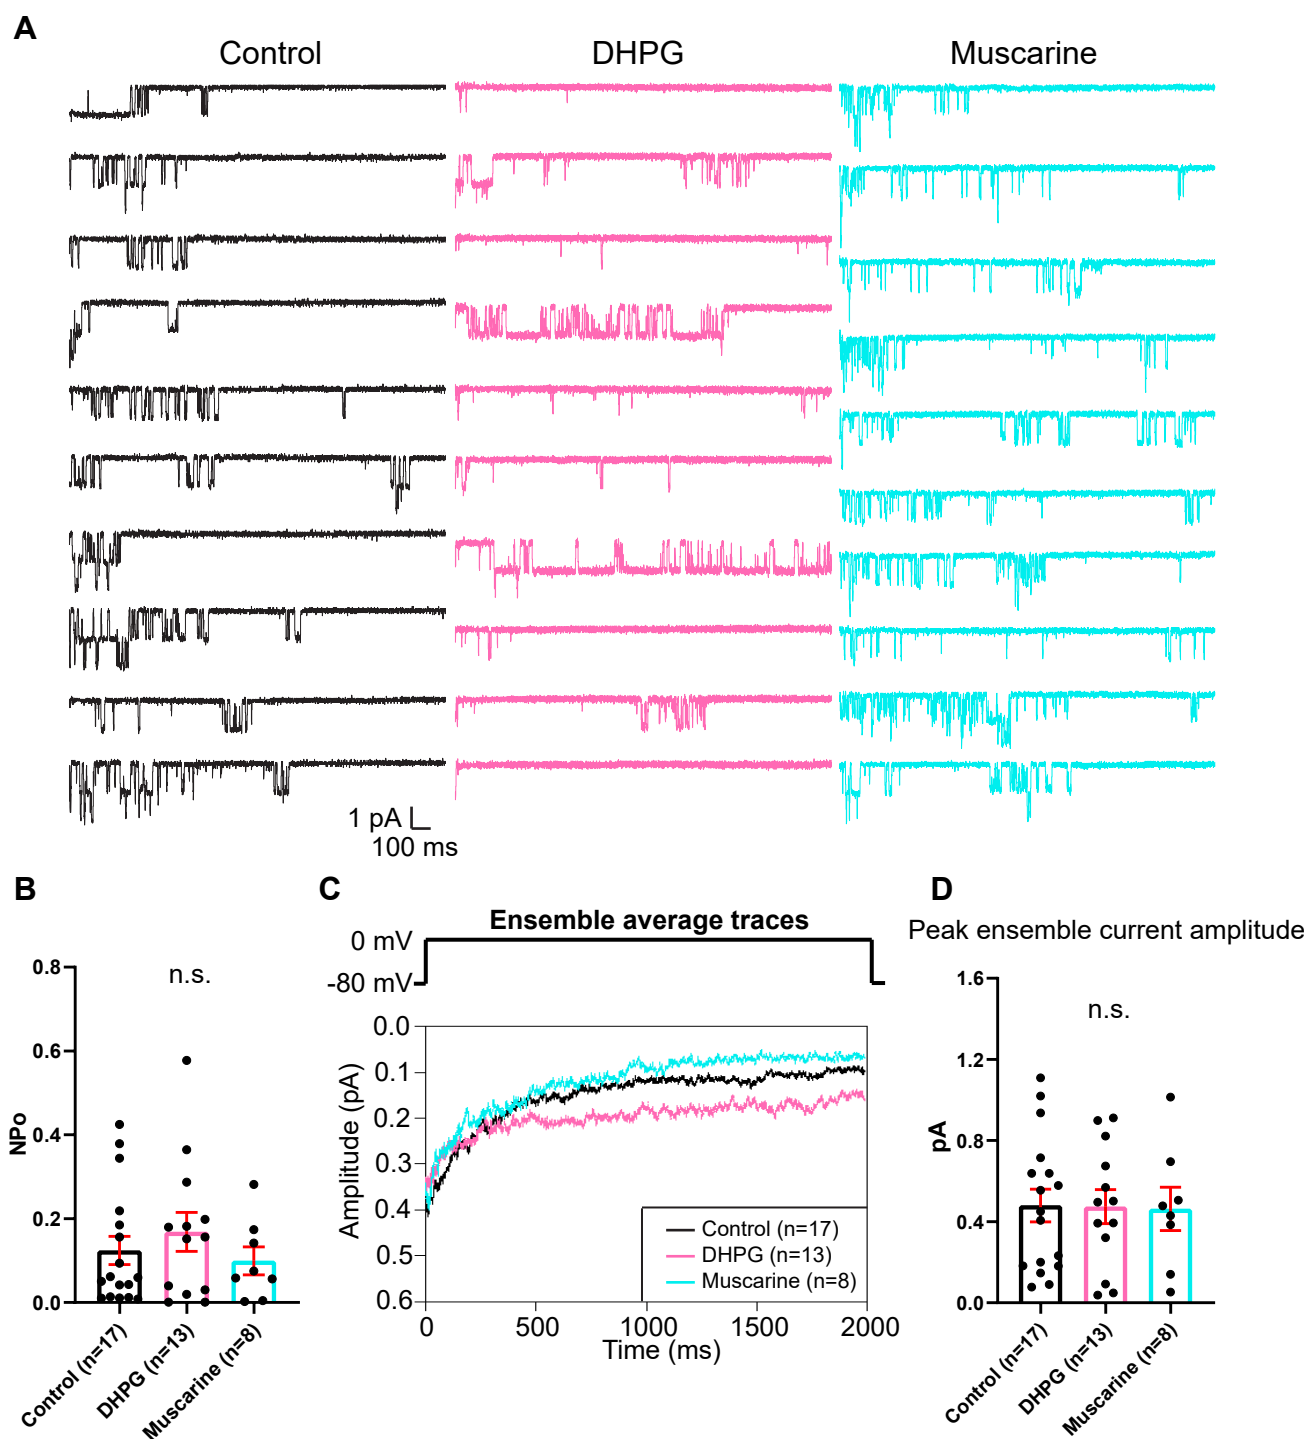 A
Control DHPG Muscarine
1 pA
100 ms
B
n.s.
0.8
0.6
0.4
0.2
0.0
NPo
Control (n=17)
DHPG (n=13)
Muscarine (n=8)
C
Ensemble average traces
0 mV
-80 mV
0.0
0.1
0.2
0.3
0.4
0.5
0.6
Amplitude (pA)
Control (n=17)
DHPG (n=13)
Muscarine (n=8)
0 500 1000 1500 2000
Time (ms)
D
Peak ensemble current amplitude
n.s.
1.6
1.2
0.8
0.4
0.0
pA
Control (n=17)
DHPG (n=13)
Muscarine (n=8)